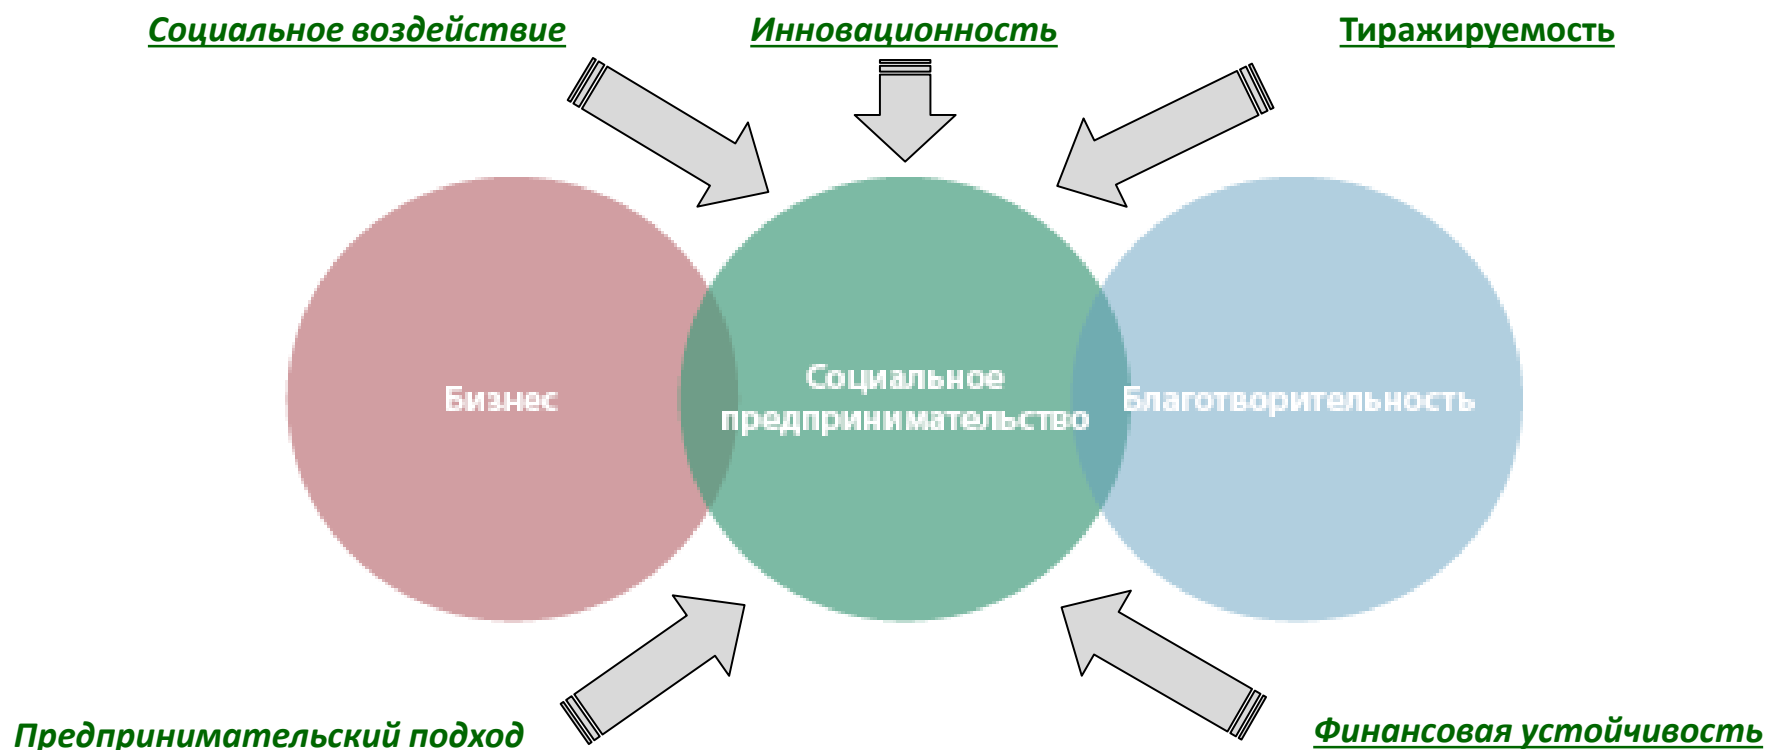 Социальное воздействие
Инновационность
Тиражируемость
Бизнес
Социальное
предпринимательство
Благотворительность
Предпринимательский подход
Финансовая устойчивость